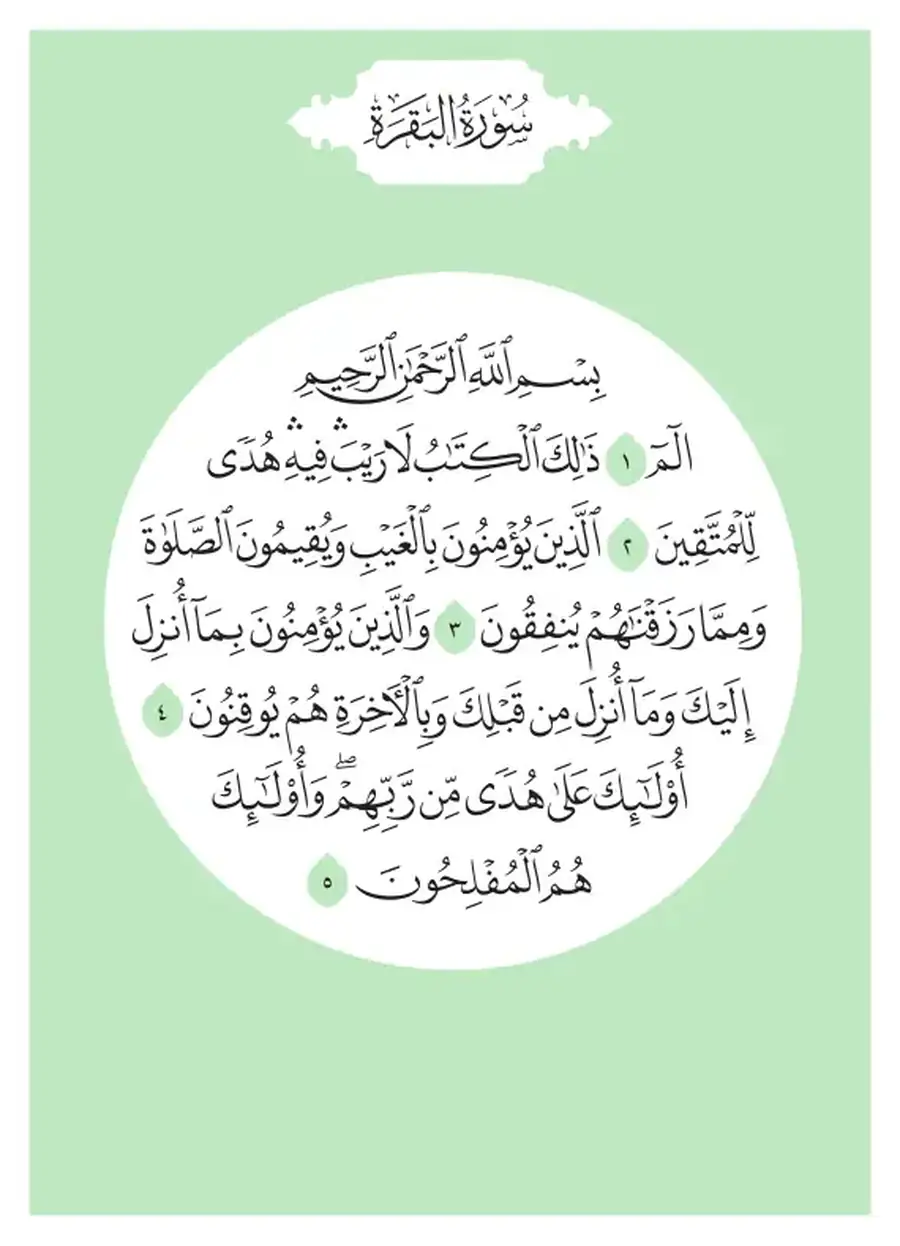 سُورَةُ البَقَرَةِ
بِسْمِ ٱللَّهِ ٱلرَّحْمَٰنِ ٱلرَّحِيمِ
الٓمٓ ١ ذَٰلِكَ ٱلْكِتَٰبُ لَا رَيْبَ ۛ فِيهِ ۛ هُدًى
لِّلْمُتَّقِينَ ٢ ٱلَّذِينَ يُؤْمِنُونَ بِٱلْغَيْبِ وَيُقِيمُونَ ٱلصَّلَوٰةَ
وَمِمَّا رَزَقْنَٰهُمْ يُنفِقُونَ ٣ وَٱلَّذِينَ يُؤْمِنُونَ بِمَآ أُنزِلَ
إِلَيْكَ وَمَآ أُنزِلَ مِن قَبْلِكَ وَبِٱلْأٓخِرَةِ هُمْ يُوقِنُونَ ٤
أُو۟لَٰٓئِكَ عَلَىٰ هُدًى مِّن رَّبِّهِمْ ۖ وَأُو۟لَٰٓئِكَ
هُمُ ٱلْمُفْلِحُونَ ٥